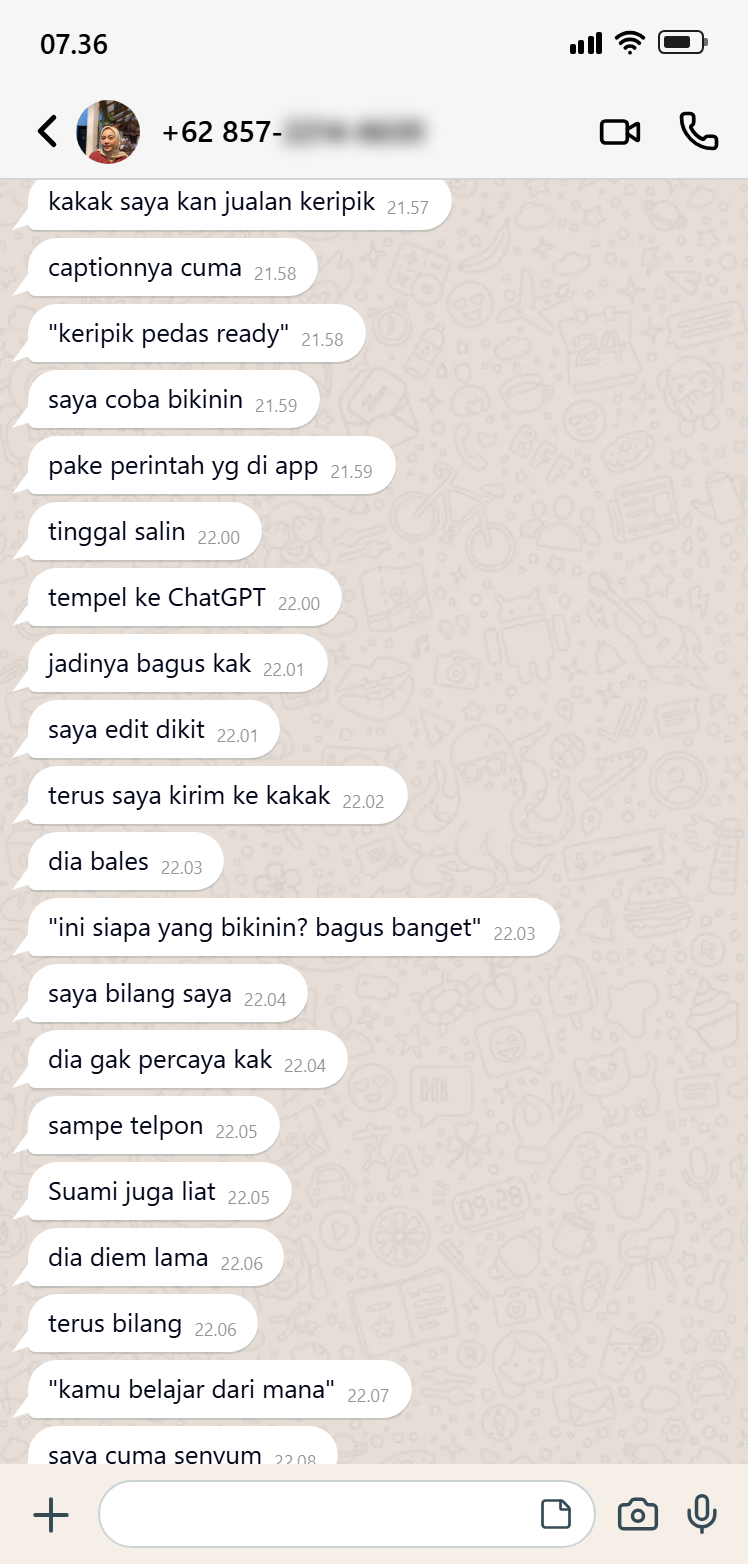 07.36
+62 857-
kakak saya kan jualan keripik 21.57
captionnya cuma 21.58
"keripik pedas ready" 21.58
saya coba bikinin 21.59
pake perintah yg di app 21.59
tinggal salin 22.00
tempel ke ChatGPT 22.00
jadinya bagus kak 22.01
saya edit dikit 22.01
terus saya kirim ke kakak 22.02
dia bales 22.03
"ini siapa yang bikinin? bagus banget" 22.03
saya bilang saya 22.04
dia gak percaya kak 22.04
sampe telpon 22.05
Suami juga liat 22.05
dia diem lama 22.06
terus bilang 22.06
"kamu belajar dari mana" 22.07
saya cuma senyum 22.08